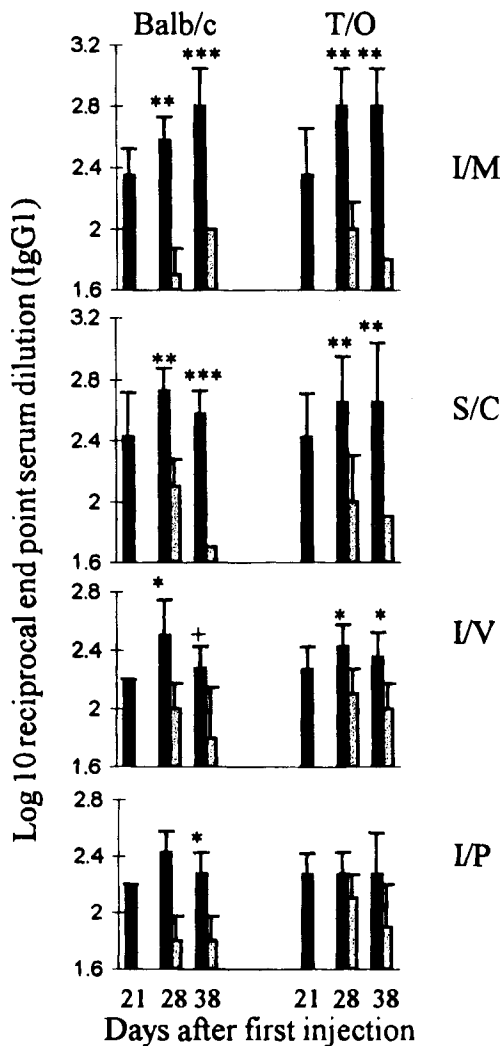 Balb/c T/O
3.2
*** ** **
**
2.8
2.4
2
1.6
I/M
3.2
** *** ** **
2.8
2.4
2
1.6
S/C
2.8
* + * *
2.4
2
1.6
I/V
2.8
*
2.4
2
1.6
I/P
21 28 38 21 28 38
Days after first injection
Log 10 reciprocal end point serum dilution (IgG1)